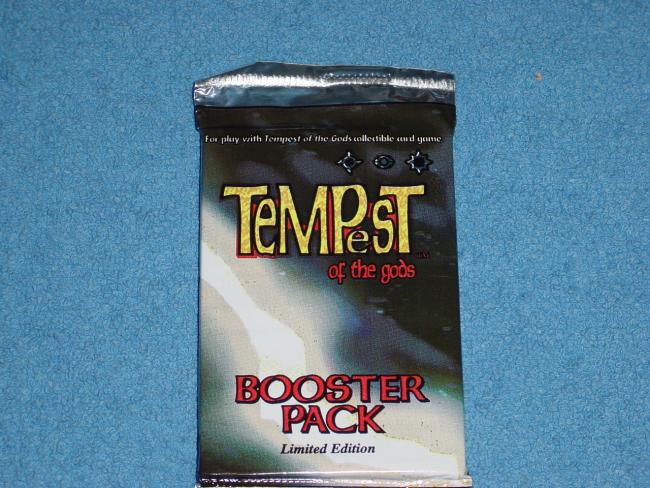 For play with Tempest of the Gods collectible card game
TeMPesT
of the gods
BOOSTER
PACK
Limited Edition